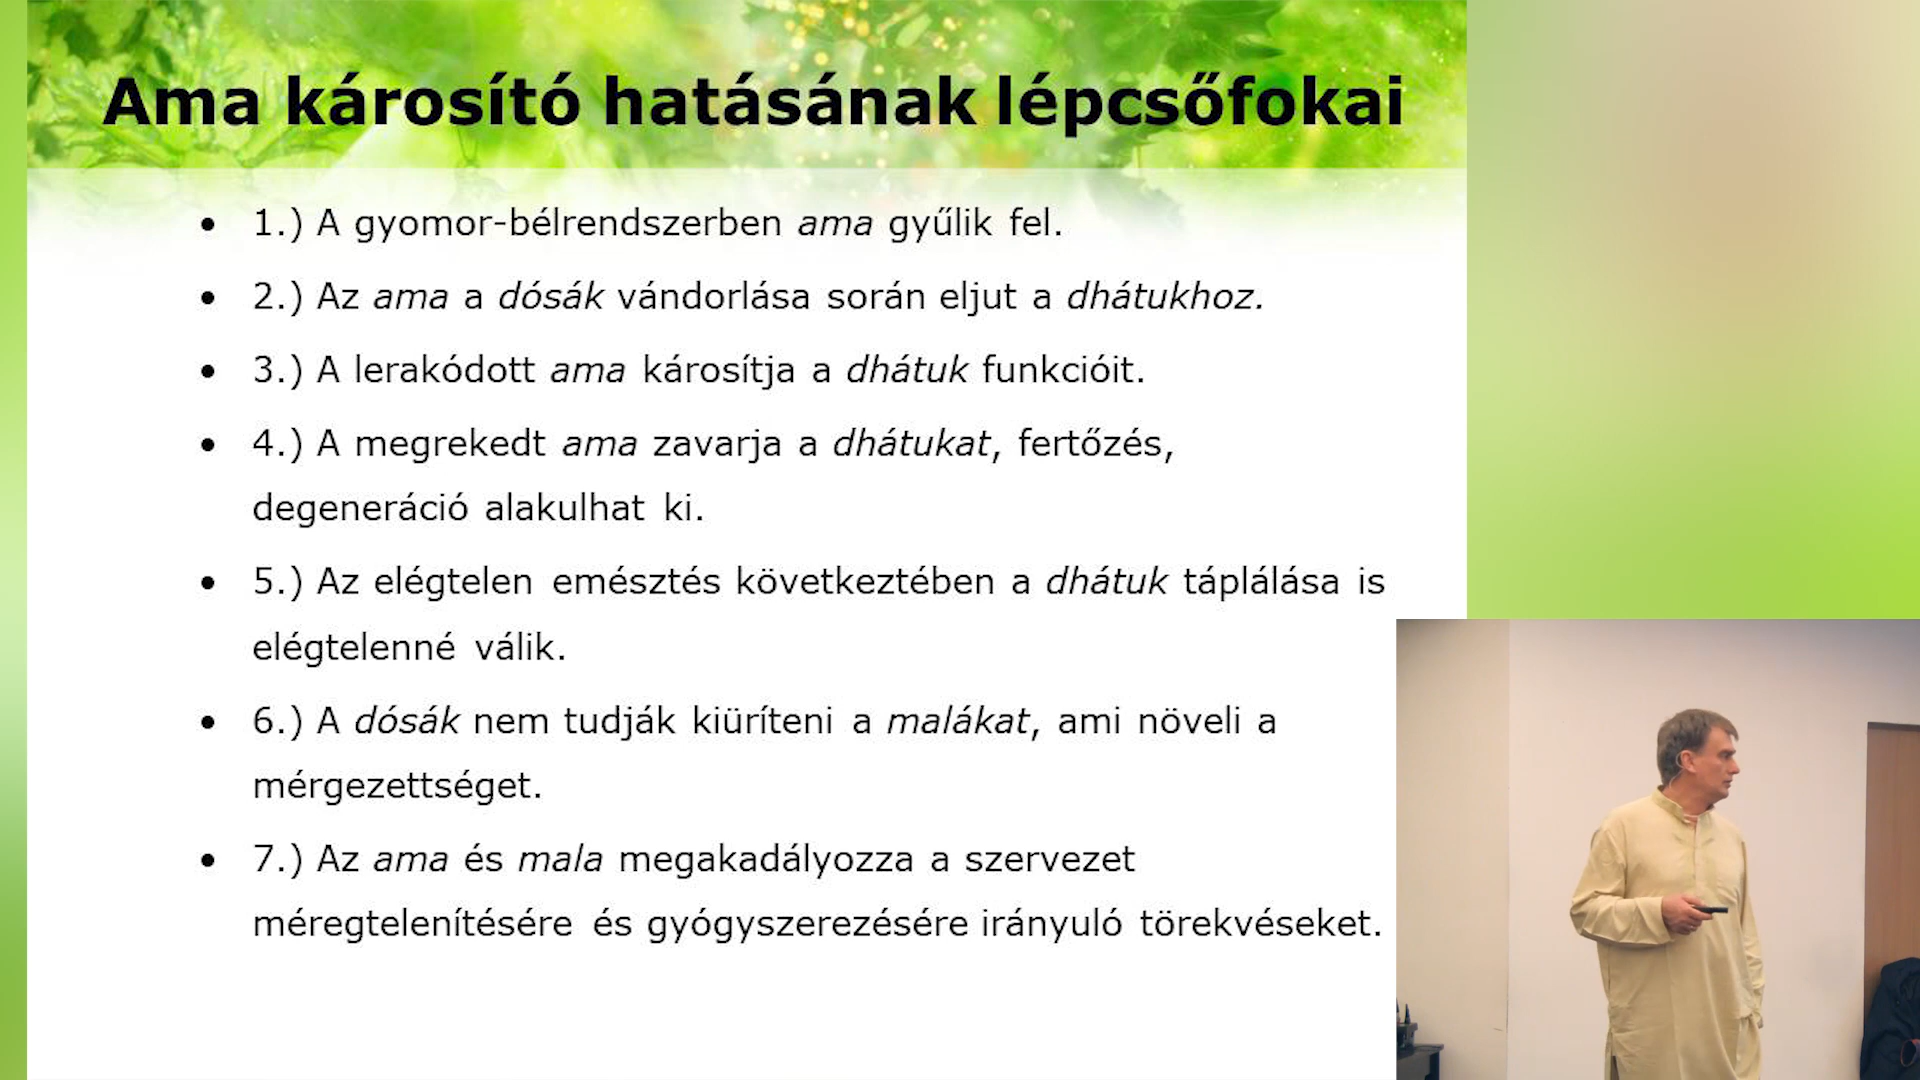 Ama károsító hatásának lépcsőfokai
• 1.) A gyomor-bélrendszerben ama gyűlik fel.
• 2.) Az ama a dósák vándorlása során eljut a dhátukhoz.
• 3.) A lerakódott ama károsítja a dhátuk funkcióit.
• 4.) A megrekedt ama zavarja a dhátukat, fertőzés,
degeneráció alakulhat ki.
• 5.) Az elégtelen emésztés következtében a dhátuk táplálása is
elégtelenné válik.
• 6.) A dósák nem tudják kiüríteni a malákat, ami növeli a
mérgezettséget.
• 7.) Az ama és mala megakadályozza a szervezet
méregtelenítésére és gyógyszerezésére irányuló törekvéseket.